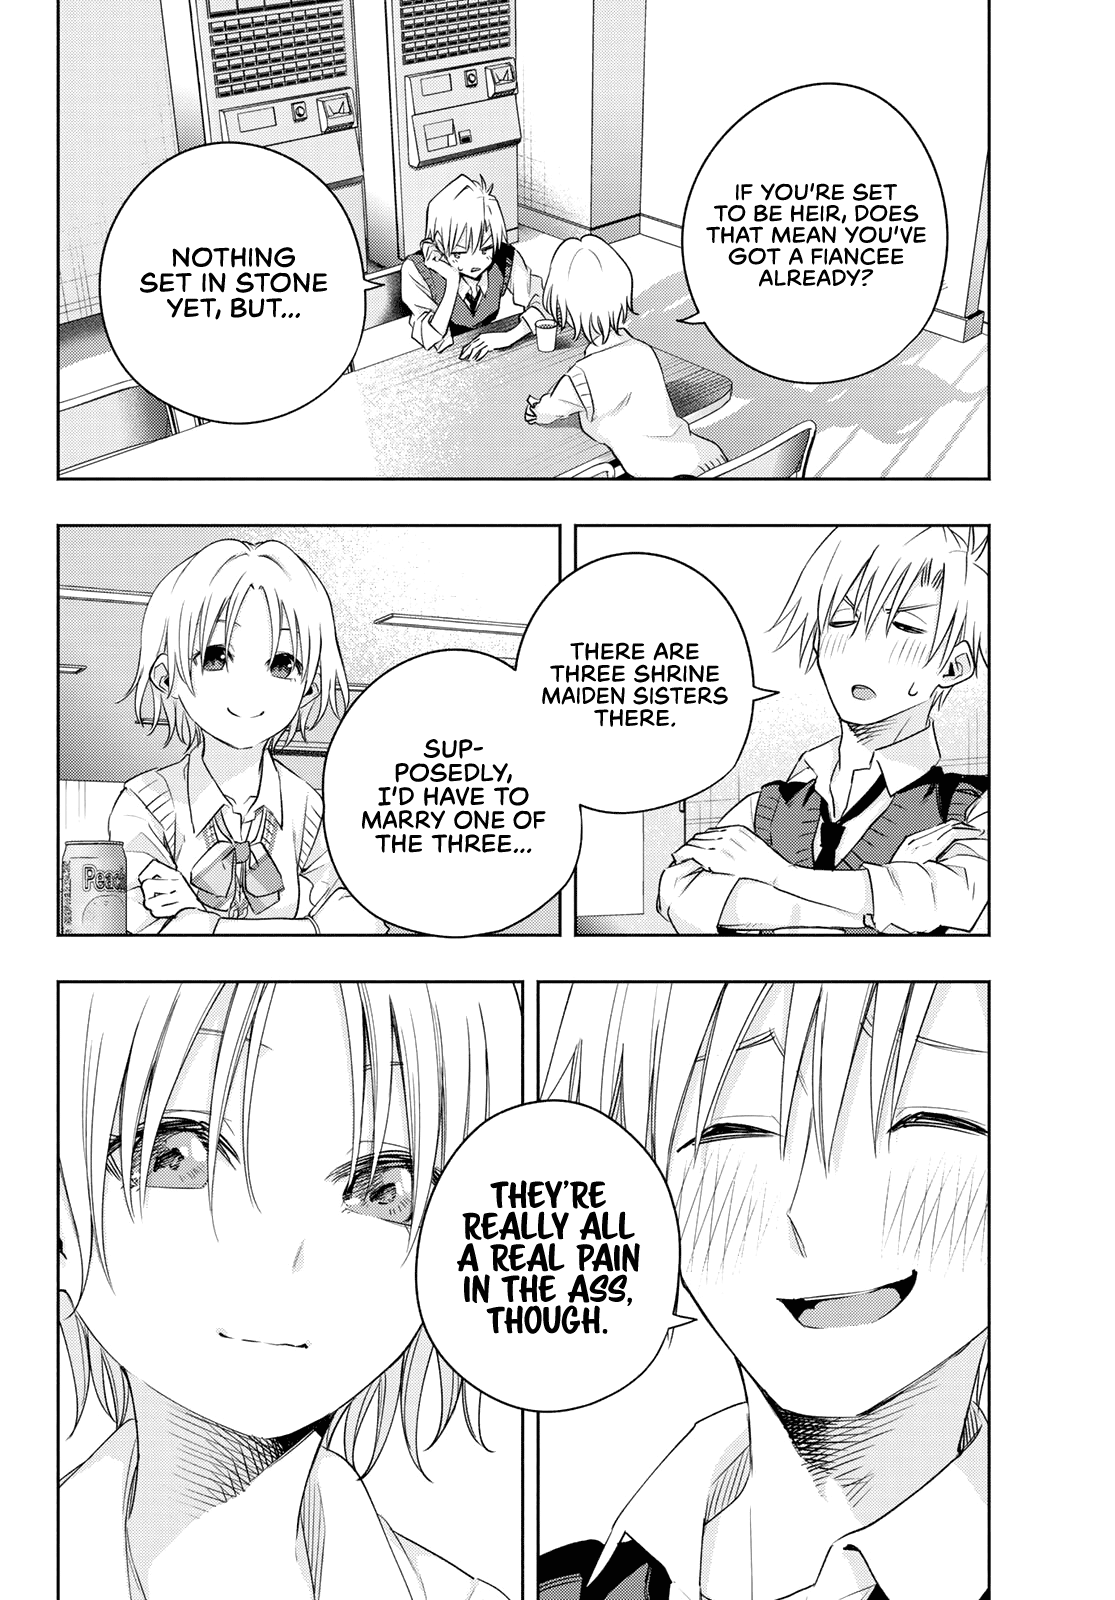 IF YOU'RE SET
TO BE HEIR, DOES
THAT MEAN YOU'VE
GOT A FIANCEE
ALREADY?
NOTHING
SET IN STONE
YET, BUT...
THERE ARE
THREE SHRINE
MAIDEN SISTERS
THERE.
SUP-
POSEDLY,
I'D HAVE TO
MARRY ONE OF
THE THREE...
Peac
THEY'RE
REALLY ALL
A REAL PAIN
IN THE ASS,
THOUGH.